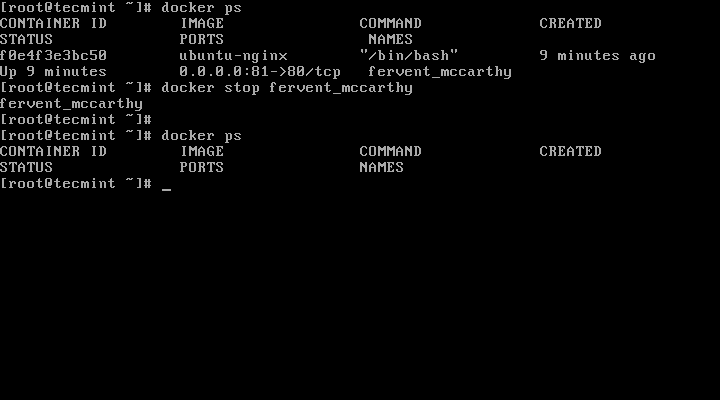 [root@tecmint ~]# docker ps
CONTAINER ID        IMAGE               COMMAND             CREATED
STATUS              PORTS                NAMES
f0e4f3e3bc50        ubuntu-nginx        "/bin/bash"         9 minutes ago
Up 9 minutes        0.0.0.0:81->80/tcp   fervent_mccarthy
[root@tecmint ~]# docker stop fervent_mccarthy
fervent_mccarthy
[root@tecmint ~]#
[root@tecmint ~]# docker ps
CONTAINER ID        IMAGE               COMMAND             CREATED
STATUS              PORTS               NAMES
[root@tecmint ~]# _